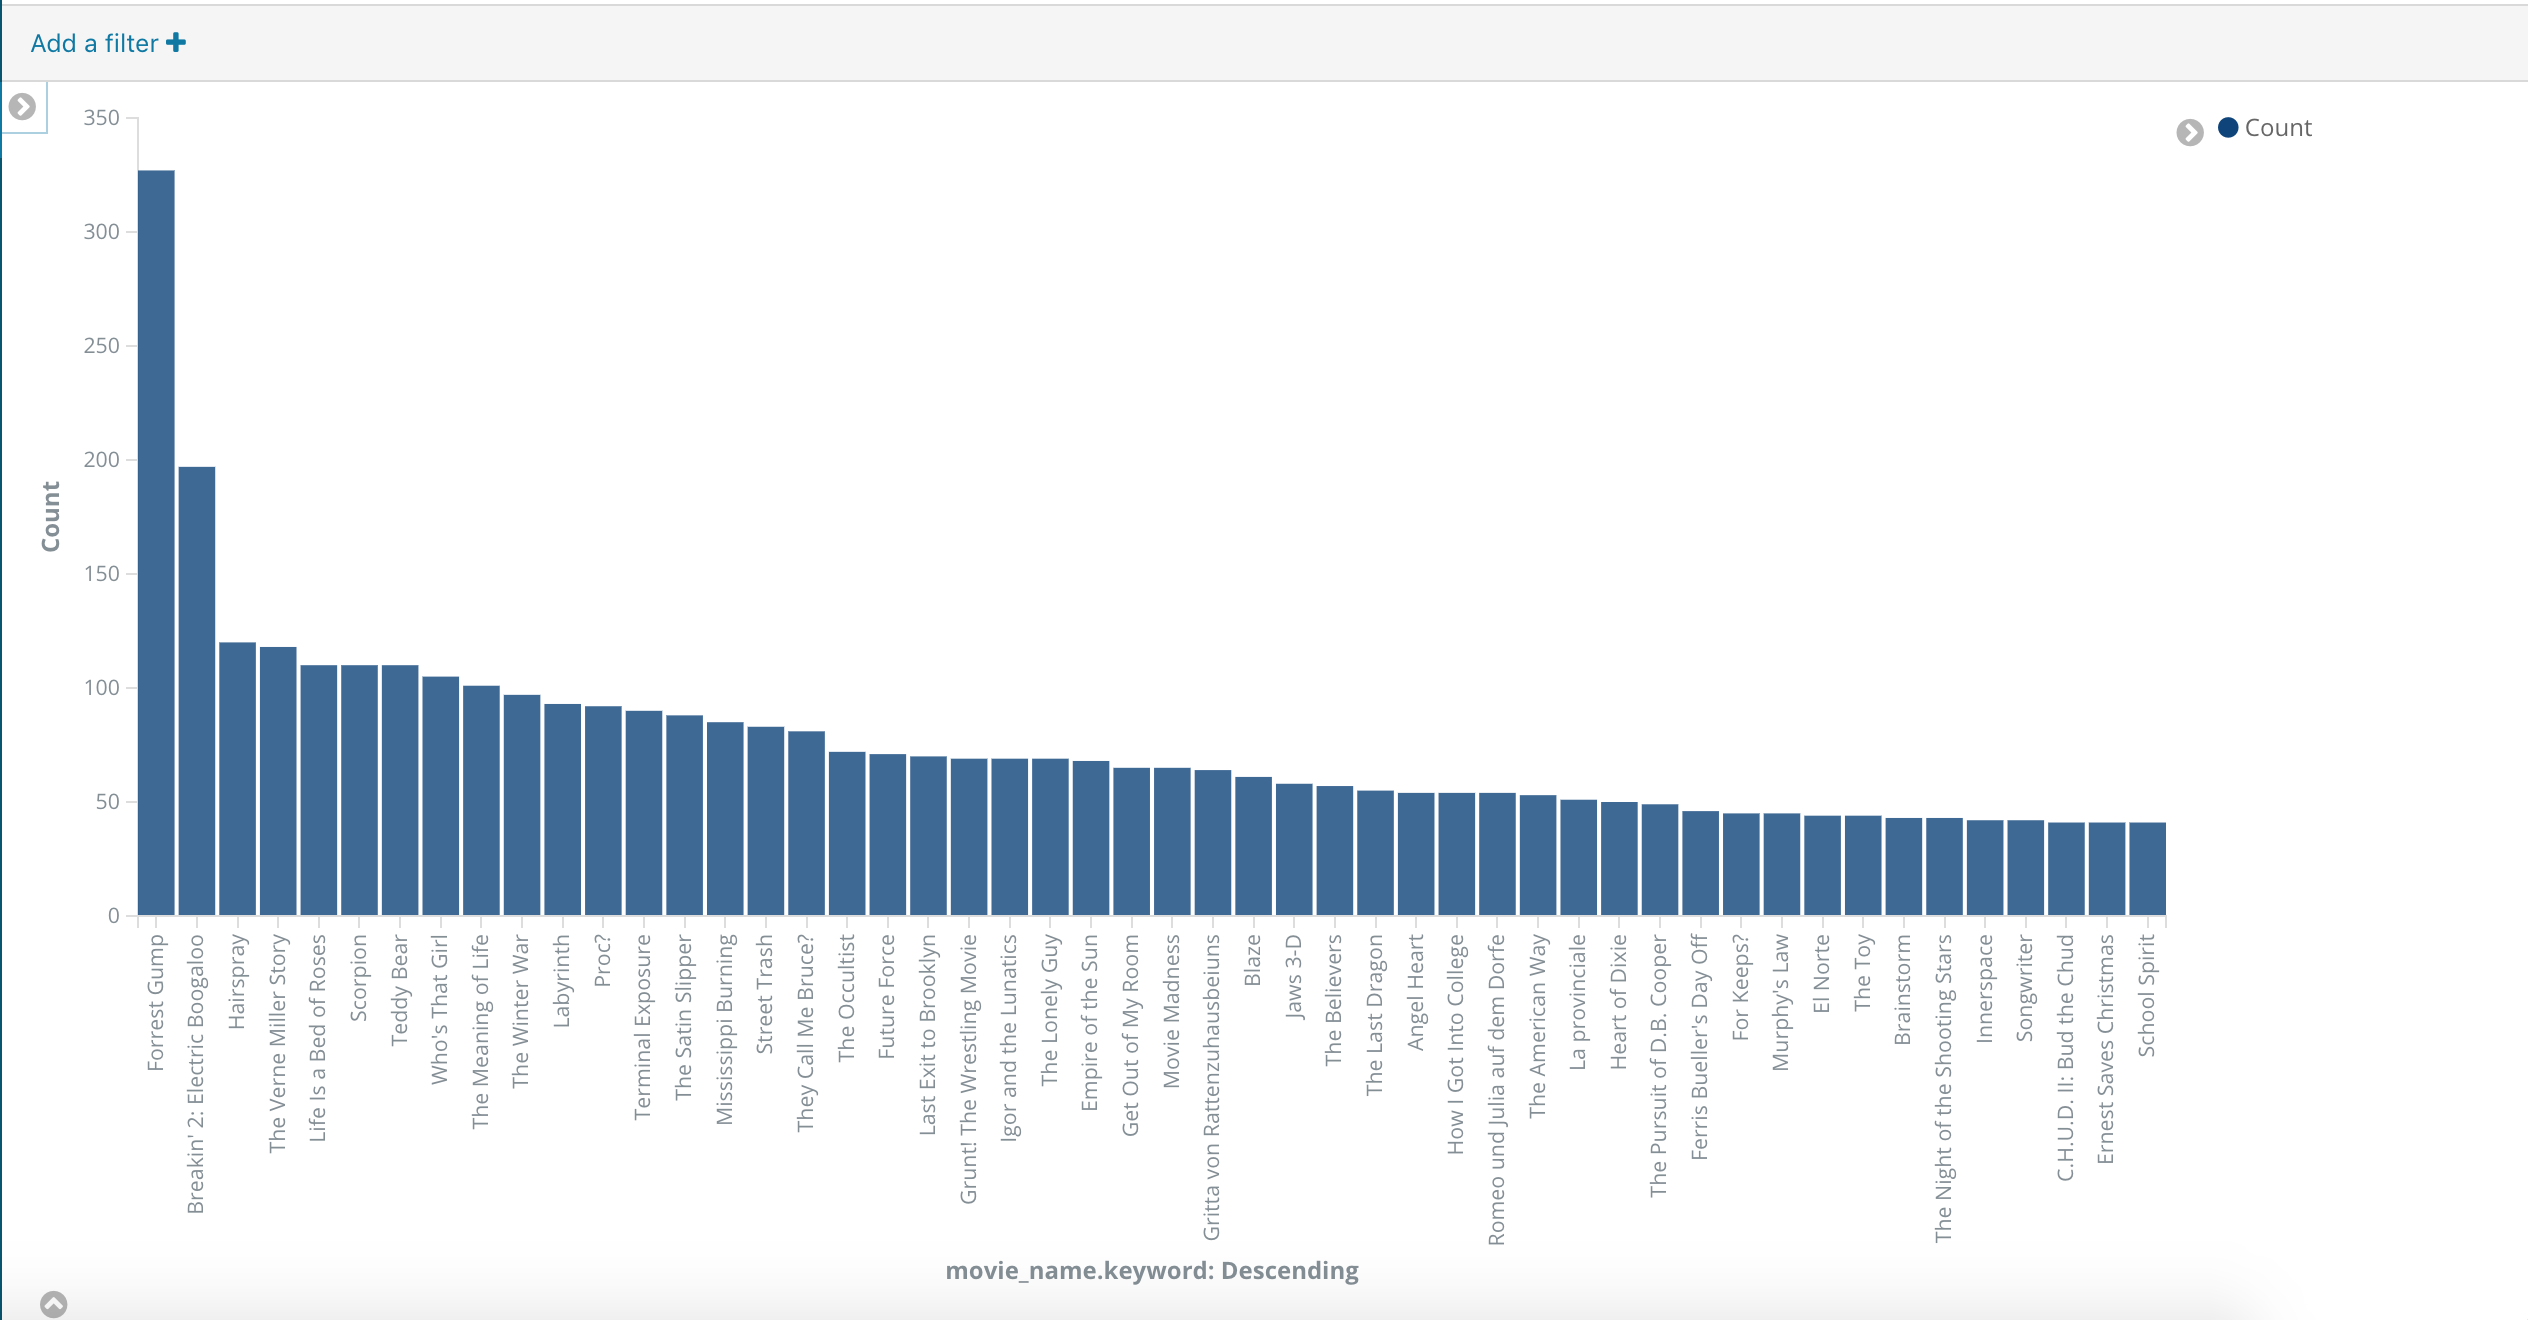 Add a filter
350
300
250
200
150
100
50
0
Count
Count
Forrest Gump
Breakin' 2: Electric Boogaloo
Hairspray
The Verne Miller Story
Life Is a Bed of Roses
Scorpion
Teddy Bear
Who's That Girl
The Meaning of Life
The Winter War
Labyrinth
Proc?
Terminal Exposure
The Satin Slipper
Mississippi Burning
Street Trash
They Call Me Bruce?
The Occultist
Future Force
Last Exit to Brooklyn
Grunt! The Wrestling Movie
Igor and the Lunatics
The Lonely Guy
Empire of the Sun
Get Out of My Room
Movie Madness
Gritta von Rattenzuhausbeiuns
Blaze
Jaws 3-D
The Believers
The Last Dragon
Angel Heart
How I Got Into College
Romeo und Julia auf dem Dorfe
The American Way
La provinciale
Heart of Dixie
The Pursuit of D.B. Cooper
Ferris Bueller's Day Off
For Keeps?
Murphy's Law
El Norte
The Toy
Brainstorm
The Night of the Shooting Stars
Innerspace
Songwriter
C.H.U.D. II: Bud the Chud
Ernest Saves Christmas
School Spirit
movie_name.keyword: Descending